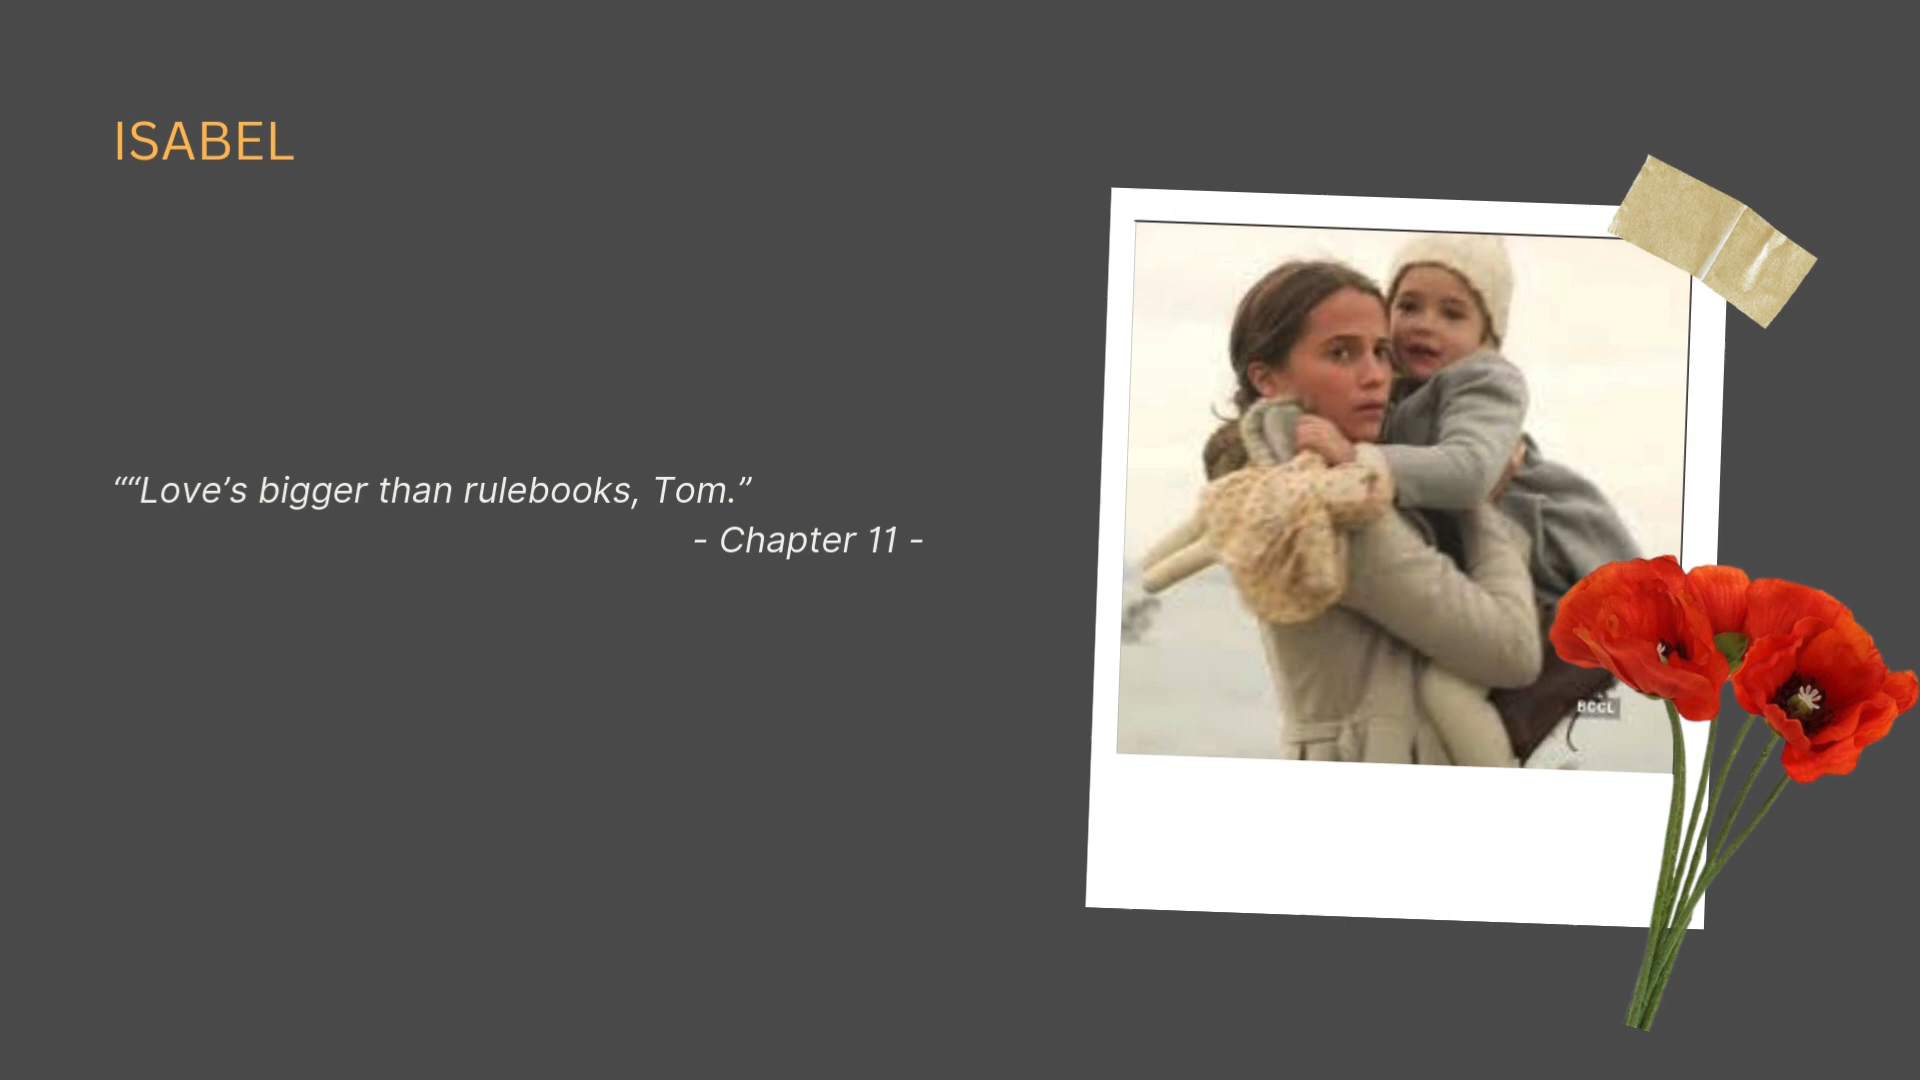 ISABEL
““Love’s bigger than rulebooks, Tom.”
- Chapter 11 -
BCCL